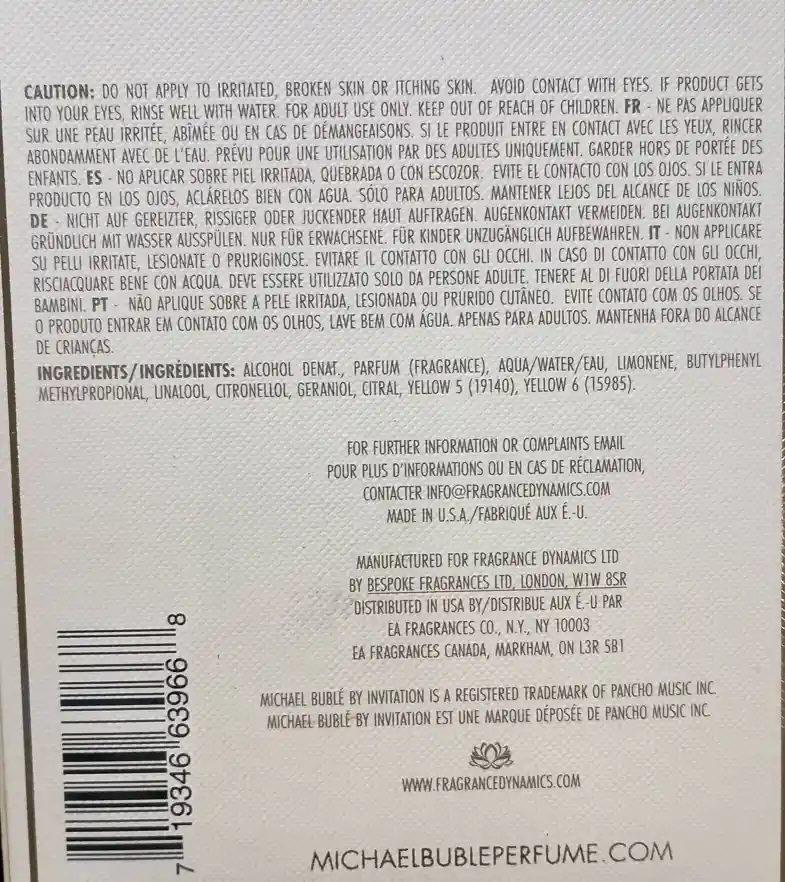 CAUTION: DO NOT APPLY TO IRRITATED, BROKEN SKIN OR ITCHING SKIN. AVOID CONTACT WITH EYES. IF PRODUCT GETS
INTO YOUR EYES, RINSE WELL WITH WATER. FOR ADULT USE ONLY. KEEP OUT OF REACH OF CHILDREN. FR - NE PAS APPLIQUER
SUR UNE PEAU IRRITÉE, ABÎMÉE OU EN CAS DE DÉMANGEAISONS. SI LE PRODUIT ENTRE EN CONTACT AVEC LES YEUX, RINCER
ABONDAMMENT AVEC DE L'EAU. PRÉVU POUR UNE UTILISATION PAR DES ADULTES UNIQUEMENT. GARDER HORS DE PORTÉE DES
ENFANTS. ES - NO APLICAR SOBRE PIEL IRRITADA, QUEBRADA O CON ESCOZOR. EVITE EL CONTACTO CON LOS OJOS. SI LE ENTRA
PRODUCTO EN LOS OJOS, ACLÁRELOS BIEN CON AGUA. SÓLO PARA ADULTOS. MANTENER LEJOS DEL ALCANCE DE LOS NIÑOS.
DE - NICHT AUF GEREIZTER, RISSIGER ODER JUCKENDER HAUT AUFTRAGEN. AUGENKONTAKT VERMEIDEN. BEI AUGENKONTAKT
GRÜNDLICH MIT WASSER AUSSPÜLEN. NUR FÜR ERWACHSENE. FÜR KINDER UNZUGÄNGLICH AUFBEWAHREN. IT - NON APPLICARE
SU PELLI IRRITATE, LESIONATE O PRURIGINOSE. EVITARE IL CONTATTO CON GLI OCCHI. IN CASO DI CONTATTO CON GLI OCCHI,
RISCIACQUARE BENE CON ACQUA. DEVE ESSERE UTILIZZATO SOLO DA PERSONE ADULTE. TENERE AL DI FUORI DELLA PORTATA DEI
BAMBINI. PT - NÃO APLIQUE SOBRE A PELE IRRITADA, LESIONADA OU PRURIDO CUTÂNEO. EVITE CONTATO COM OS OLHOS. SE
O PRODUTO ENTRAR EM CONTATO COM OS OLHOS, LAVE BEM COM ÁGUA. APENAS PARA ADULTOS. MANTENHA FORA DO ALCANCE
DE CRIANÇAS.
INGREDIENTS/INGRÉDIENTS: ALCOHOL DENAT., PARFUM (FRAGRANCE), AQUA/WATER/EAU, LIMONENE, BUTYLPHENYL
METHYLPROPIONAL, LINALOOL, CITRONELLOL, GERANIOL, CITRAL, YELLOW 5 (19140), YELLOW 6 (15985).
FOR FURTHER INFORMATION OR COMPLAINTS EMAIL
POUR PLUS D'INFORMATIONS OU EN CAS DE RÉCLAMATION,
CONTACTER INFO@FRAGRANCEDYNAMICS.COM
MADE IN U.S.A./FABRIQUÉ AUX É.-U.
MANUFACTURED FOR FRAGRANCE DYNAMICS LTD
BY BESPOKE FRAGRANCES LTD, LONDON, W1W 8SR
DISTRIBUTED IN USA BY/DISTRIBUE AUX É.-U PAR
EA FRAGRANCES CO., N.Y., NY 10003
EA FRAGRANCES CANADA, MARKHAM, ON L3R 5B1
MICHAEL BUBLÉ BY INVITATION IS A REGISTERED TRADEMARK OF PANCHO MUSIC INC.
MICHAEL BUBLÉ BY INVITATION EST UNE MARQUE DÉPOSÉE DE PANCHO MUSIC INC.
WWW.FRAGRANCEDYNAMICS.COM
MICHAELBUBLEPERFUME.COM
7 19346 63966 8